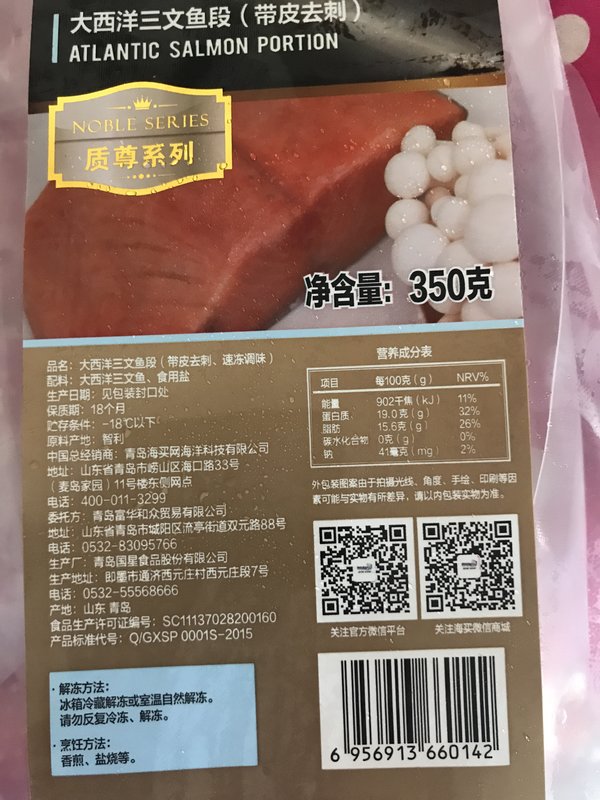 大西洋三文鱼段（带皮去刺）
ATLANTIC SALMON PORTION
NOBLE SERIES
质尊系列
净含量：350克
品名：大西洋三文鱼段（带皮去刺、速冻调味）
配料：大西洋三文鱼、食用盐
生产日期：见包装封口处
保质期：18个月
贮存条件：-18℃以下
原料产地：智利
中国总经销商：青岛海买网海洋科技有限公司
地址：山东省青岛市崂山区海口路33号
（麦岛家园）11号楼东侧网点
电话：400-011-3299
委托方：青岛富华和众贸易有限公司
地址：山东省青岛市城阳区流亭街道双元路88号
电话：0532-83095766
生产厂：青岛国星食品股份有限公司
生产地址：即墨市通济西元庄村西元庄段7号
电话：0532-55568666
产地：山东 青岛
食品生产许可证编号：SC11137028200160
产品标准代号：Q/GXSP 0001S-2015
营养成分表
项目 每100克（g） NRV%
能量 902千焦（kJ） 11%
蛋白质 19.0克（g） 32%
脂肪 15.6克（g） 26%
碳水化合物 0克（g） 0%
钠 41毫克（mg） 2%
外包装图案由于拍摄光线、角度、手绘、印刷等因
素可能与实物有所差异，请以内包装实物为准。
关注官方微信平台
关注海买微信商城
·解冻方法：
冰箱冷藏解冻或室温自然解冻。
请勿反复冷冻、解冻。
·烹饪方法：
香煎、盐烧等。
6 956913 660142